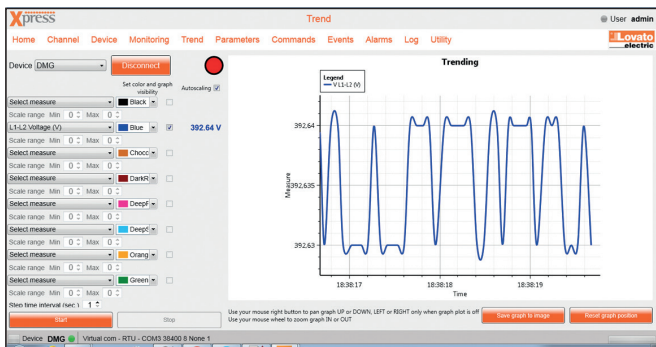 Xpress
Trend
User admin
Home Channel Device Monitoring Trend Parameters Commands Events Alarms Log Utility
Lovato
electric
Device DMG Disconnect
Set color and graph
visibility
Autoscaling
Select measure Black
Scale range Min 0 Max 0
L1-L2 Voltage (V) Blue 392.64 V
Scale range Min 0 Max 0
Select measure Chocc
Scale range Min 0 Max 0
Select measure DarkR
Scale range Min 0 Max 0
Select measure DeepF
Scale range Min 0 Max 0
Select measure DeepS
Scale range Min 0 Max 0
Select measure Orang
Scale range Min 0 Max 0
Select measure Green
Scale range Min 0 Max 0
Step time interval (sec.) 1
Start Stop
Trending
Legend
V L1-L2 (V)
392.64
392.635
392.63
Measure
18:38:17 18:38:18 18:38:19
Time
Use your mouse right button to pan graph UP or DOWN, LEFT or RIGHT only when graph plot is off
Use your mouse wheel to zoom graph IN or OUT
Save graph to image Reset graph position
Device DMG Virtual com - RTU - COM3 38400 8 None 1